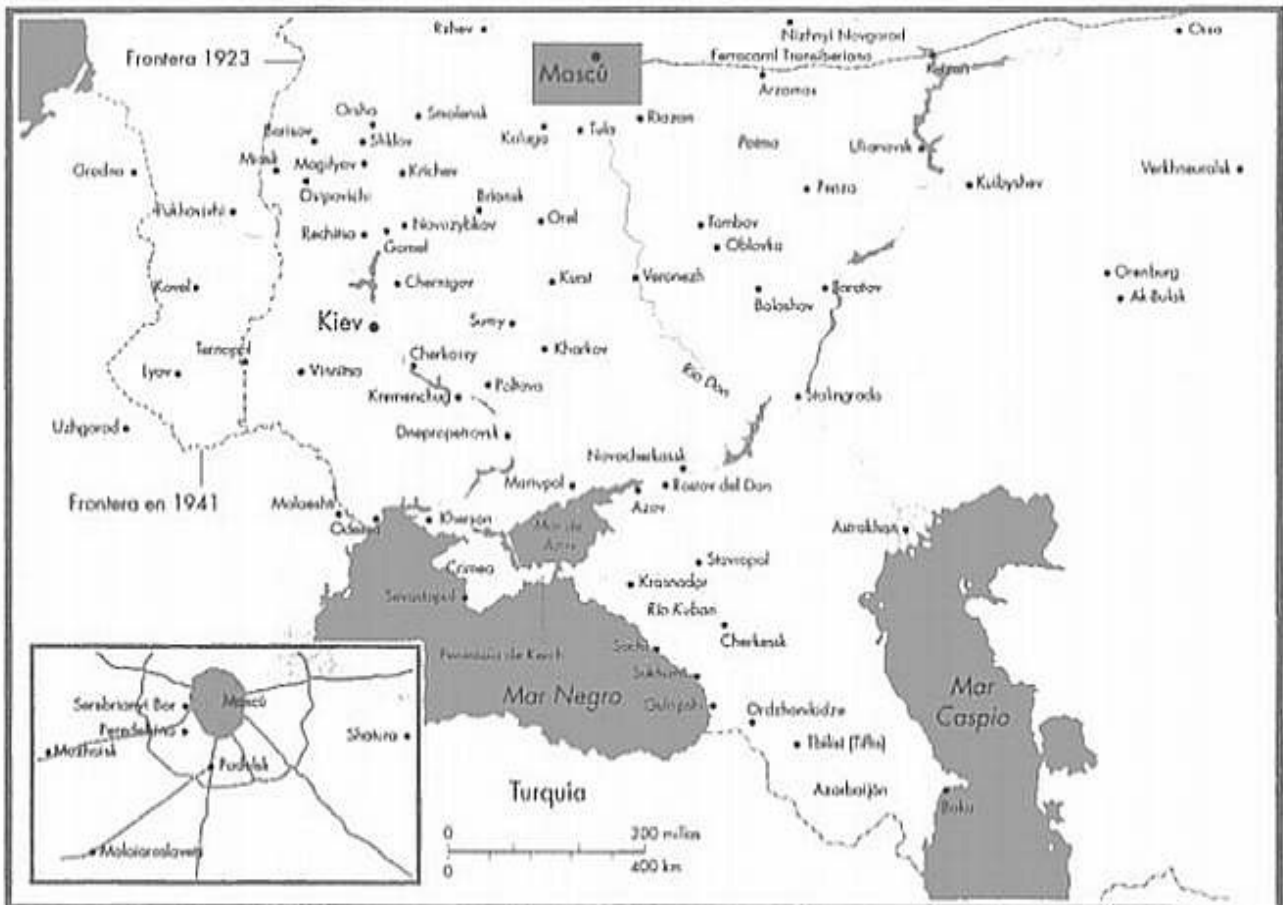 Rzhev
Nizhnyi Novgorod
Ossa
Frontera 1923
Moscú
Ferrocarril Transiberiano
Kazan
Arzamas
Orsha
Smolensk
Riazan
Borisov
Shklov
Kaluga
Tula
Potma
Ulianovsk
Minsk
Mogilyov
Grodno
Krichev
Penza
Kuibyshev
Verkhneuralsk
Osipovichi
Briansk
Pukhovichi
Novozybkov
Orel
Tambov
Rechitsa
Gomel
Oblovka
Kovel
Chernigov
Kursk
Voronezh
Balashov
Saratov
Orenburg
Ak-Bulak
Kiev
Sumy
Ternopol
Cherkassy
Kharkov
Lyov
Vinnitsa
Poltava
Río Don
Kremenchug
Stalingrado
Uzhgorod
Dnepropetrovsk
Novocherkassk
Frontera en 1941
Mariupol
Rostov del Don
Malaeshti
Azov
Odessa
Kherson
Mar de Azov
Astrakhan
Crimea
Stavropol
Krasnodar
Sevastopol
Río Kuban
Cherkessk
Sochi
Península de Kerch
Sukhumi
Mar Negro
Gulripshi
Mar Caspio
Ordzhonikidze
Tbilisi (Tiflis)
Turquía
Azerbaiján
Baku
0
200 millas
0
400 km
Moscú
Serebrianyi Bor
Peredelkino
Mozhaisk
Shatura
Podolsk
Maloiaroslavets